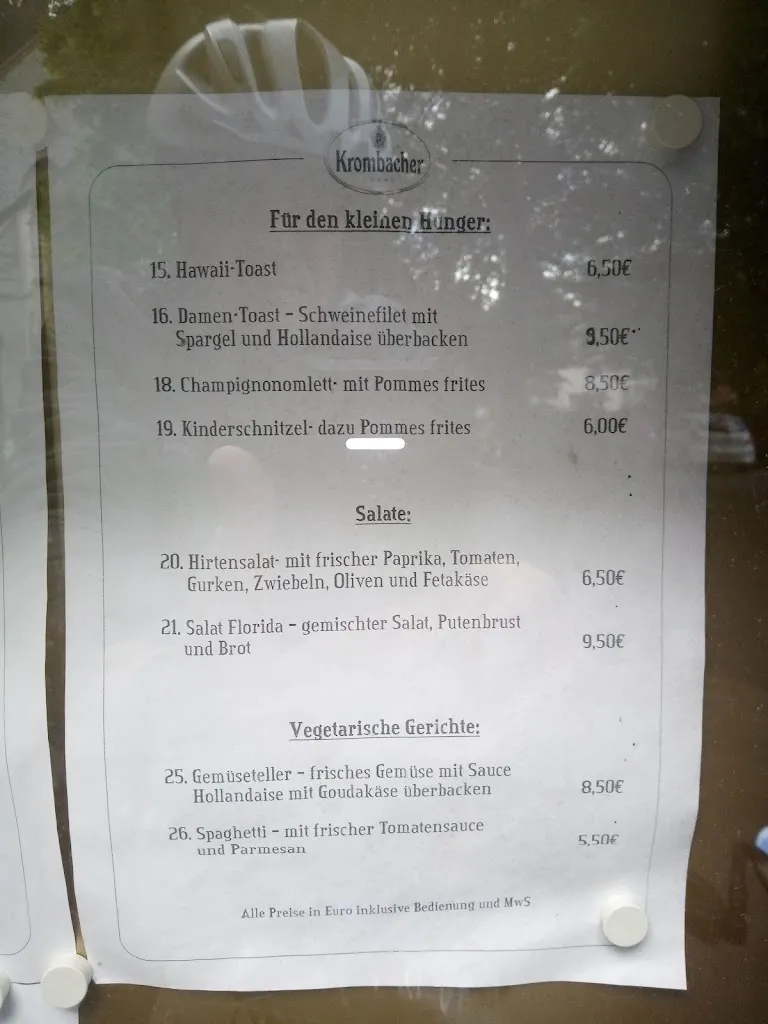 Krombacher
Für den kleinen Hunger:
15. Hawaii-Toast 6,50€
16. Damen-Toast – Schweinefilet mit
Spargel und Hollandaise überbacken 9,50€
18. Champignonomlett- mit Pommes frites 8,50€
19. Kinderschnitzel- dazu Pommes frites 6,00€
Salate:
20. Hirtensalat- mit frischer Paprika, Tomaten,
Gurken, Zwiebeln, Oliven und Fetakäse 6,50€
21. Salat Florida – gemischter Salat, Putenbrust
und Brot 9,50€
Vegetarische Gerichte:
25. Gemüseteller – frisches Gemüse mit Sauce
Hollandaise mit Goudakäse überbacken 8,50€
26. Spaghetti – mit frischer Tomatensauce
und Parmesan 5,50€
Alle Preise in Euro inklusive Bedienung und MwS